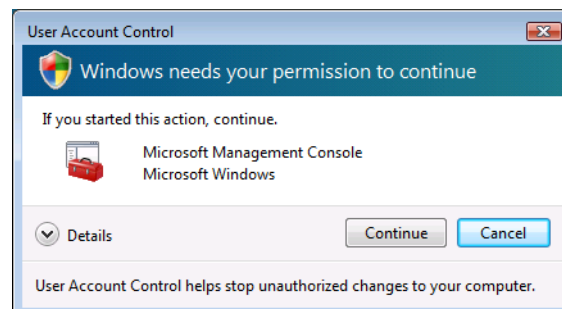 User Account Control
Windows needs your permission to continue
If you started this action, continue.
Microsoft Management Console
Microsoft Windows
Details
Continue
Cancel
User Account Control helps stop unauthorized changes to your computer.